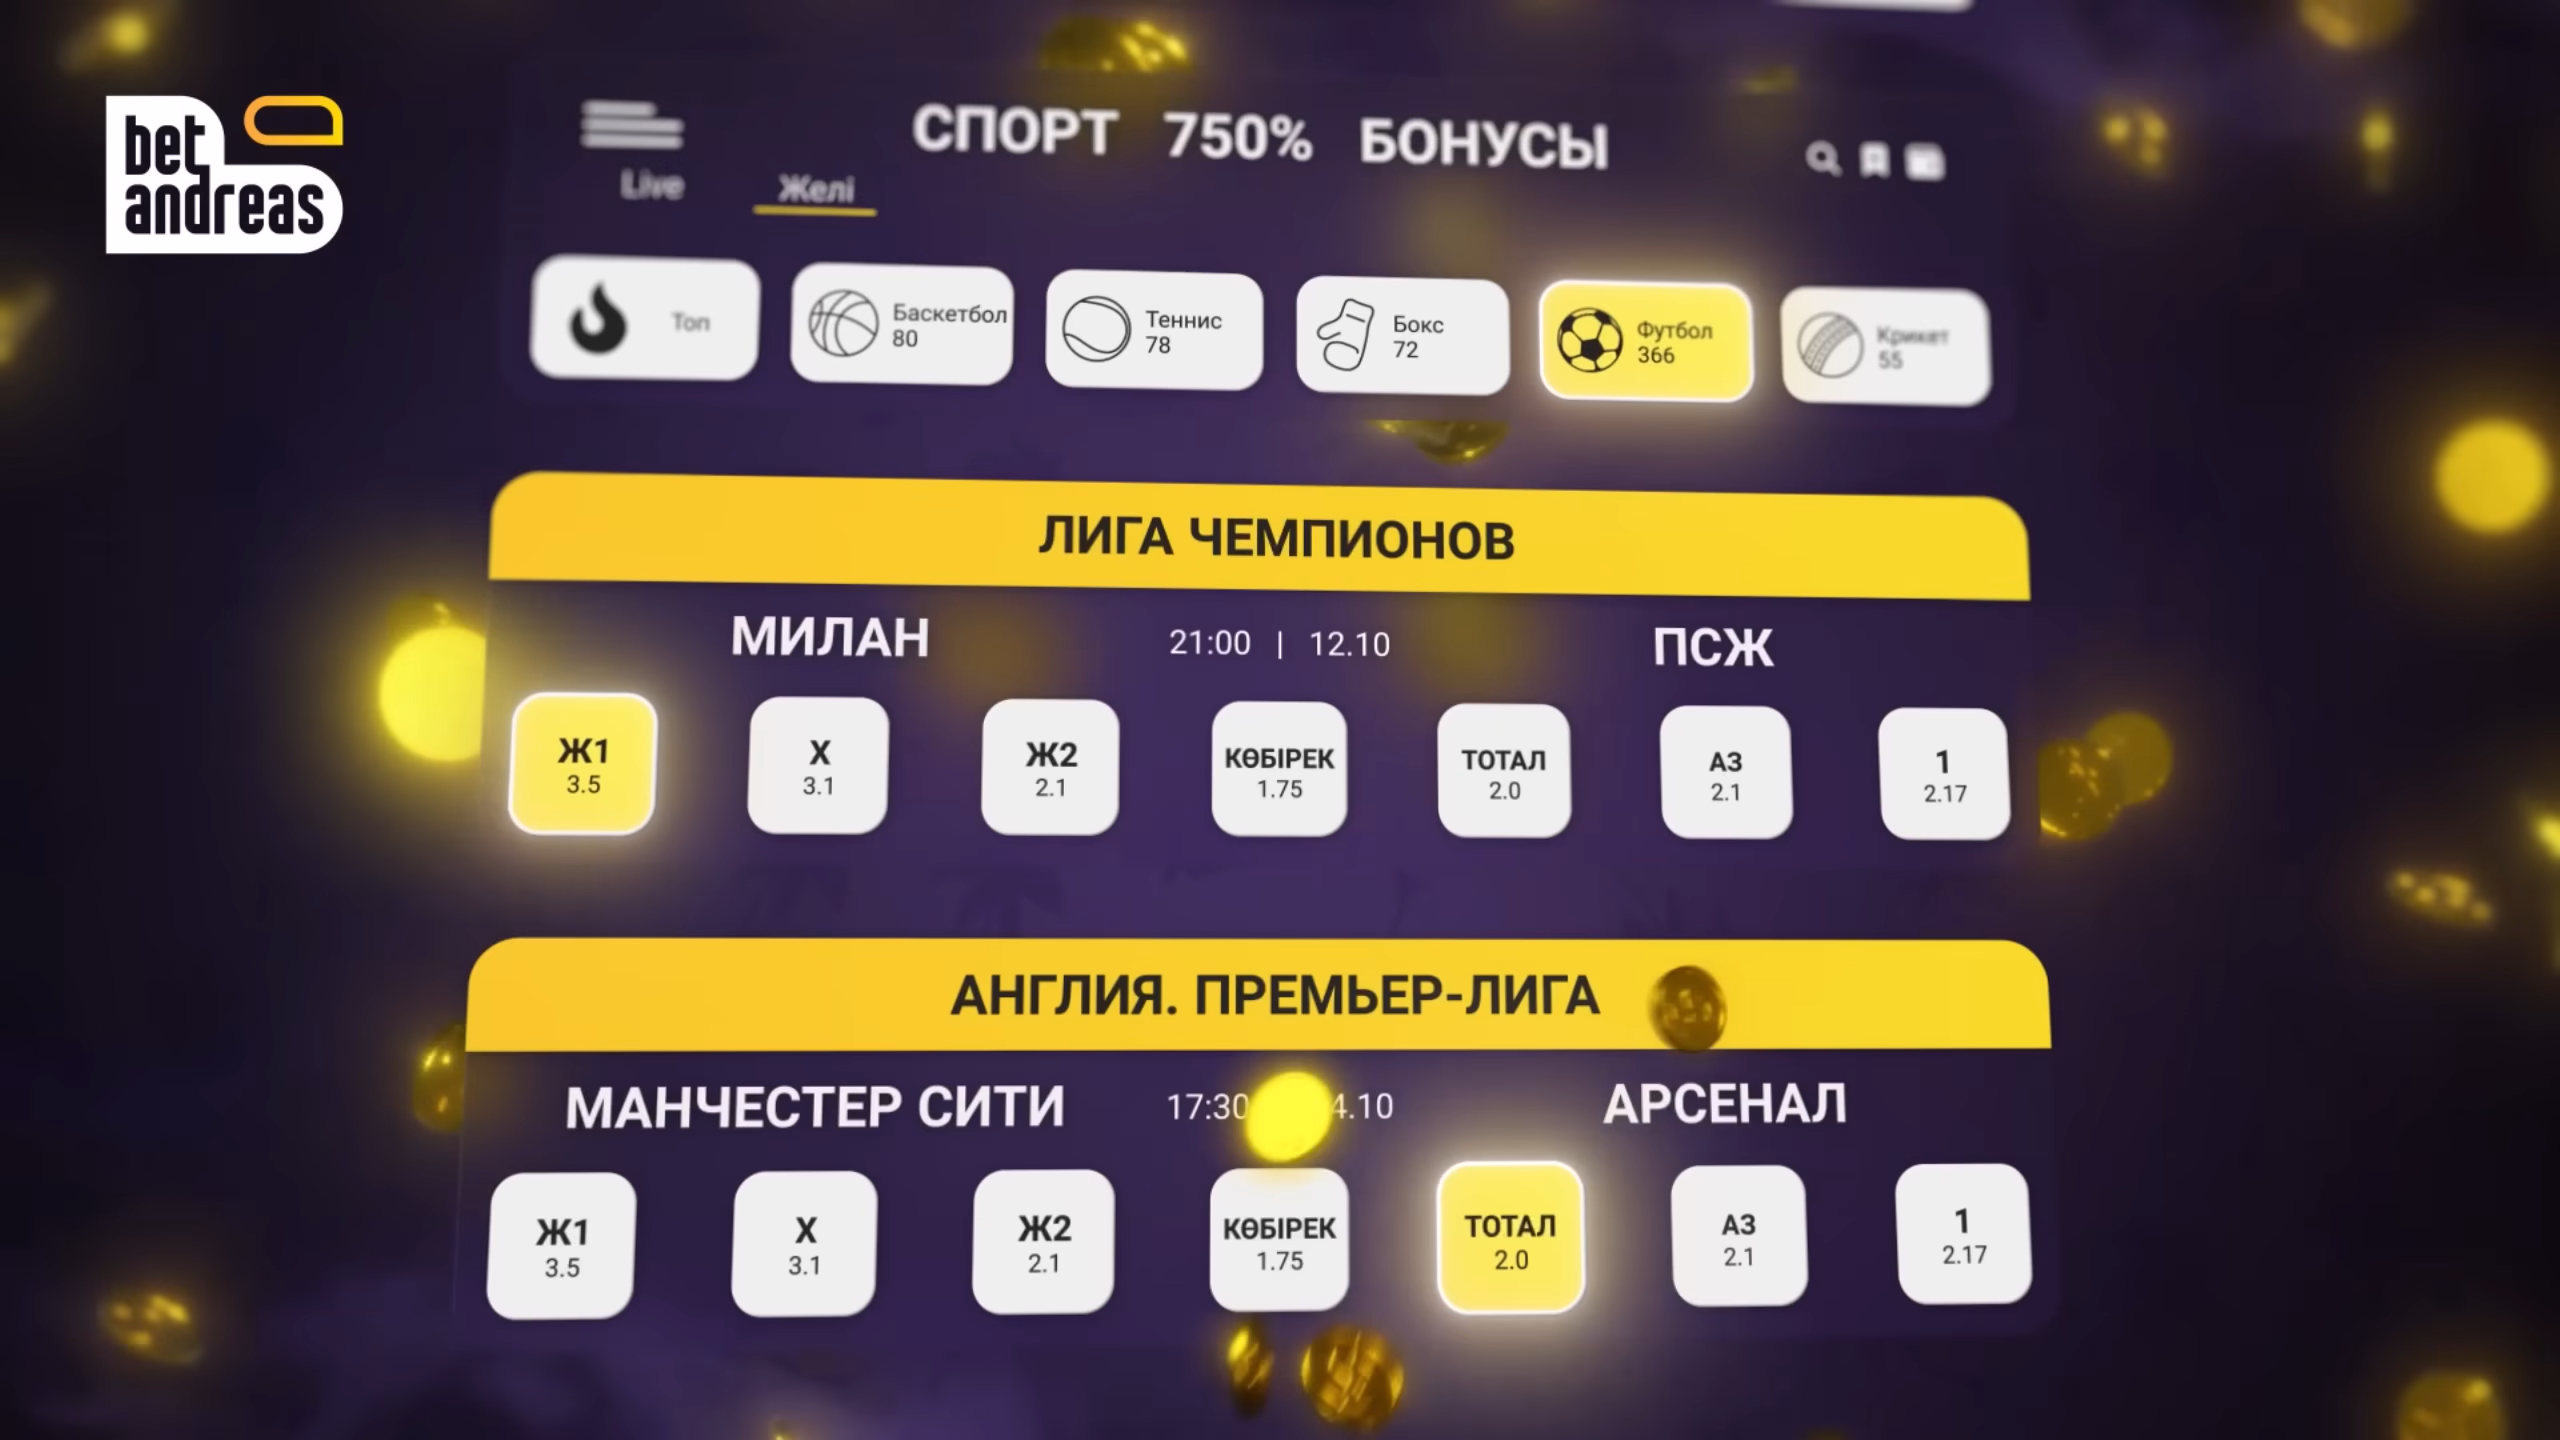 bet
andreas
СПОРТ 750% БОНУСЫ
Live Желі
Топ
Баскетбол
80
Теннис
78
Бокс
72
Футбол
366
Крикет
55
ЛИГА ЧЕМПИОНОВ
МИЛАН 21:00 | 12.10 ПСЖ
Ж1
3.5
X
3.1
Ж2
2.1
КӨБІРЕК
1.75
ТОТАЛ
2.0
АЗ
2.1
1
2.17
АНГЛИЯ. ПРЕМЬЕР-ЛИГА
МАНЧЕСТЕР СИТИ 17:30 4.10 АРСЕНАЛ
Ж1
3.5
X
3.1
Ж2
2.1
КӨБІРЕК
1.75
ТОТАЛ
2.0
АЗ
2.1
1
2.17